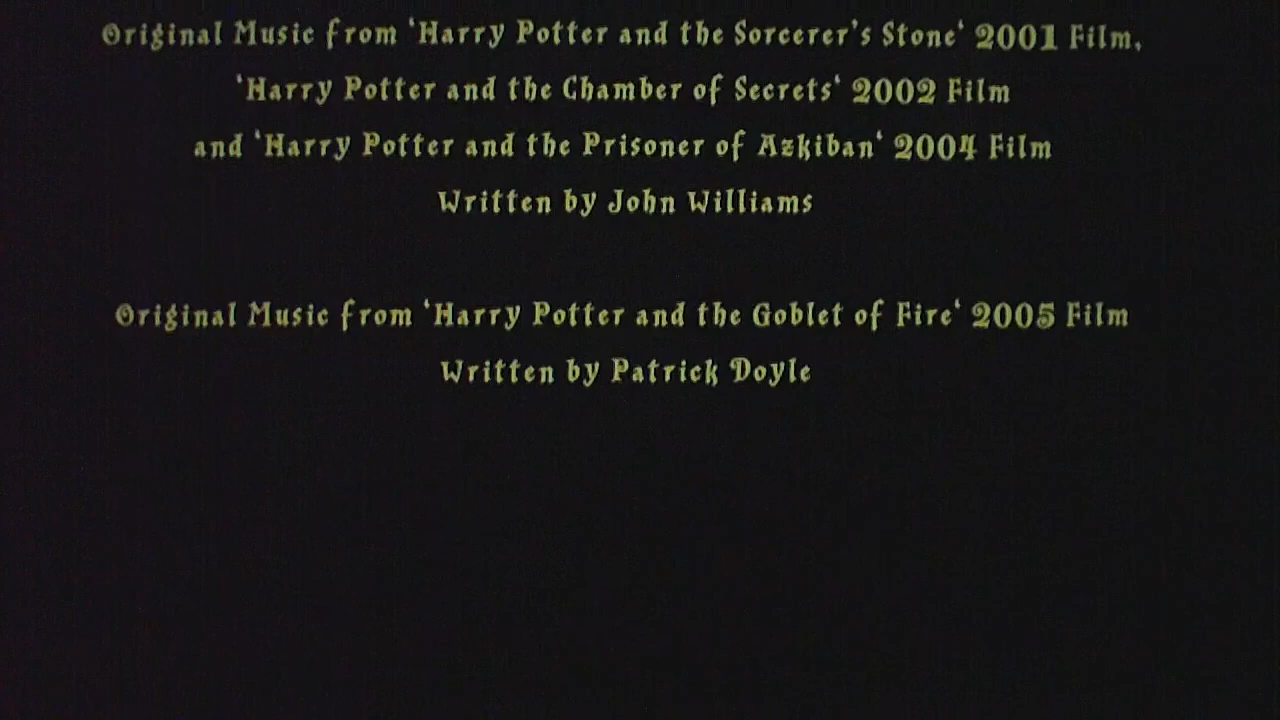 Original Music from ‘Harry Potter and the Sorcerer’s Stone‘ 2001 Film,
‘Harry Potter and the Chamber of Secrets‘ 2002 Film
and ‘Harry Potter and the Prisoner of Azkiban‘ 2004 Film
Written by John Williams
Original Music from ‘Harry Potter and the Goblet of Fire‘ 2005 Film
Written by Patrick Doyle